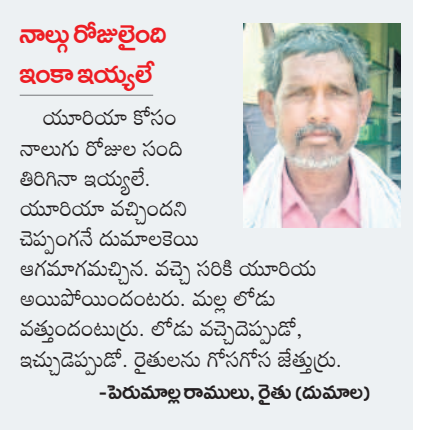 నాల్గు రోజులైంది
ఇంకా ఇయ్యలే
యూరియా కోసం
నాలుగు రోజుల సంది
తిరిగినా ఇయ్యలే.
యూరియా వచ్చిందని
చెప్పంగనే దుమాలకెయి
ఆగమాగమచ్చిన. వచ్చె సరికి యూరియ
అయిపోయిందంటరు. మల్ల లోడు
వత్తుందంటుర్రు. లోడు వచ్చెదెప్పుడో,
ఇచ్చుడెప్పుడో. రైతులను గోసగోస జేత్తుర్రు.
-పెరుమాల్ల రాములు, రైతు (దుమాల)